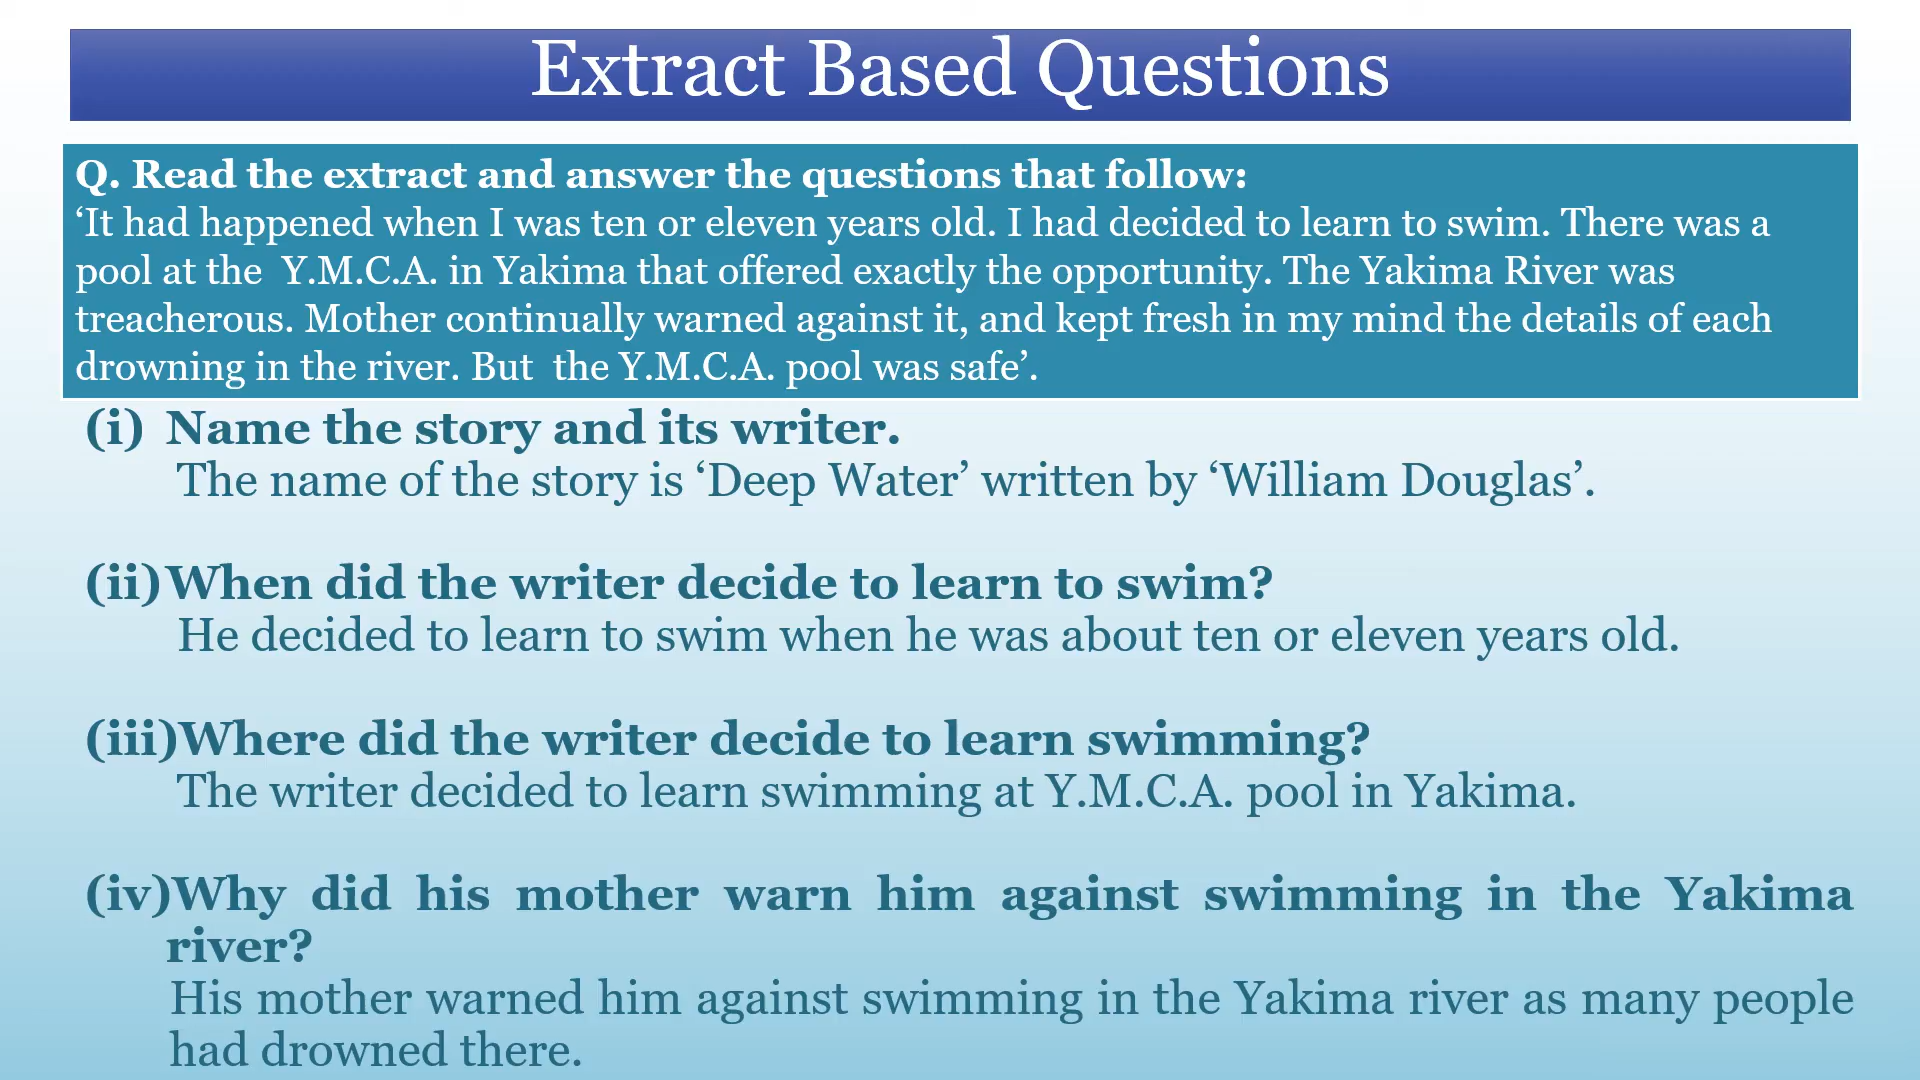 Extract Based Questions
Q. Read the extract and answer the questions that follow:
‘It had happened when I was ten or eleven years old. I had decided to learn to swim. There was a
pool at the  Y.M.C.A. in Yakima that offered exactly the opportunity. The Yakima River was
treacherous. Mother continually warned against it, and kept fresh in my mind the details of each
drowning in the river. But  the Y.M.C.A. pool was safe’.
(i) Name the story and its writer.
The name of the story is ‘Deep Water’ written by ‘William Douglas’.
(ii) When did the writer decide to learn to swim?
He decided to learn to swim when he was about ten or eleven years old.
(iii)Where did the writer decide to learn swimming?
The writer decided to learn swimming at Y.M.C.A. pool in Yakima.
(iv)Why did his mother warn him against swimming in the Yakima
river?
His mother warned him against swimming in the Yakima river as many people
had drowned there.